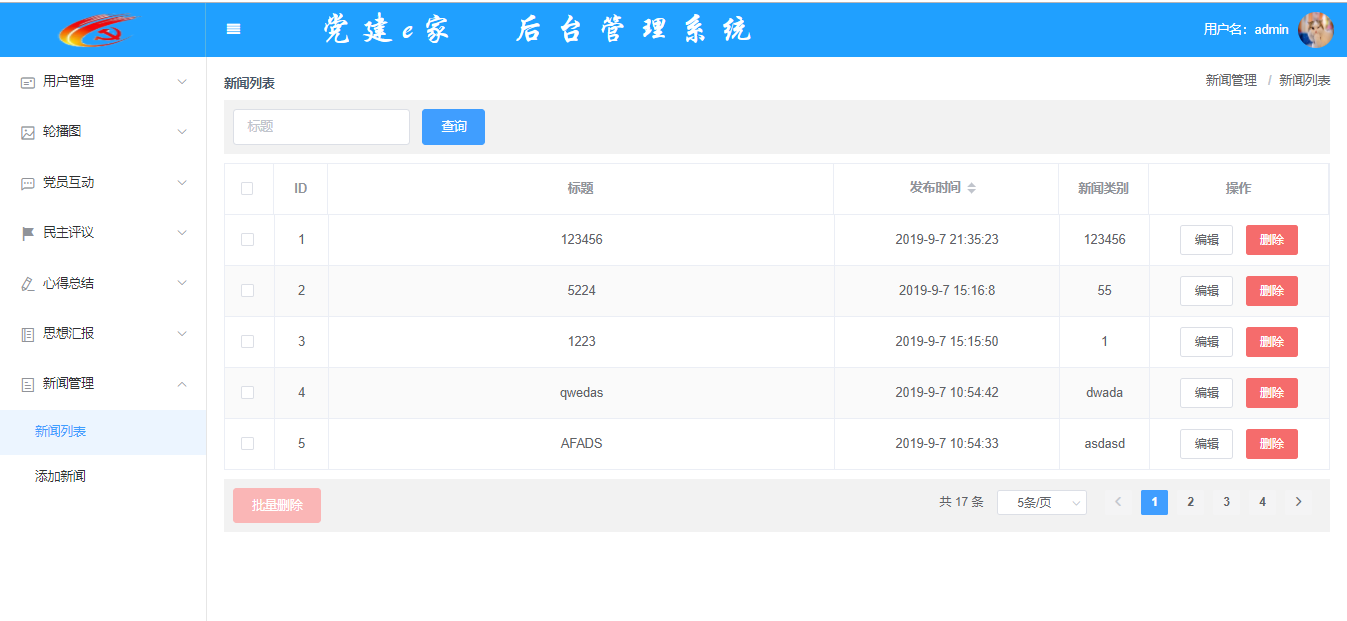 党建e家 后台管理系统
用户名：admin
用户管理
轮播图
党员互动
民主评议
心得总结
思想汇报
新闻管理
新闻列表
添加新闻
新闻列表
新闻管理 / 新闻列表
标题 查询
ID 标题 发布时间 新闻类别 操作
1 123456 2019-9-7 21:35:23 123456 编辑 删除
2 5224 2019-9-7 15:16:8 55 编辑 删除
3 1223 2019-9-7 15:15:50 1 编辑 删除
4 qwedas 2019-9-7 10:54:42 dwada 编辑 删除
5 AFADS 2019-9-7 10:54:33 asdasd 编辑 删除
批量删除 共 17 条 5条/页 1 2 3 4